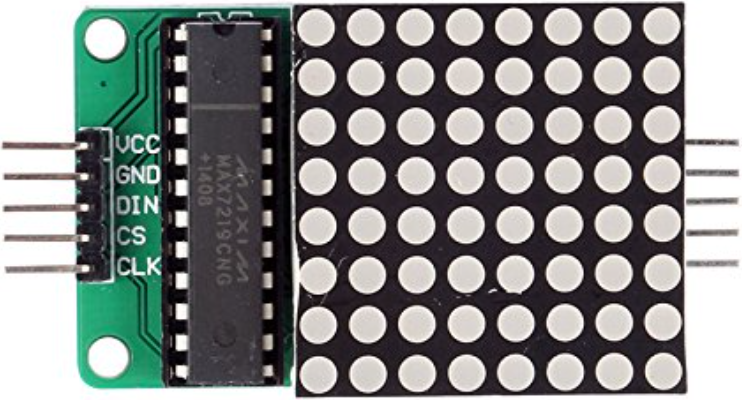 VCC
GND
DIN
CS
CLK
MAXIM
MAX7219CNG
+1408